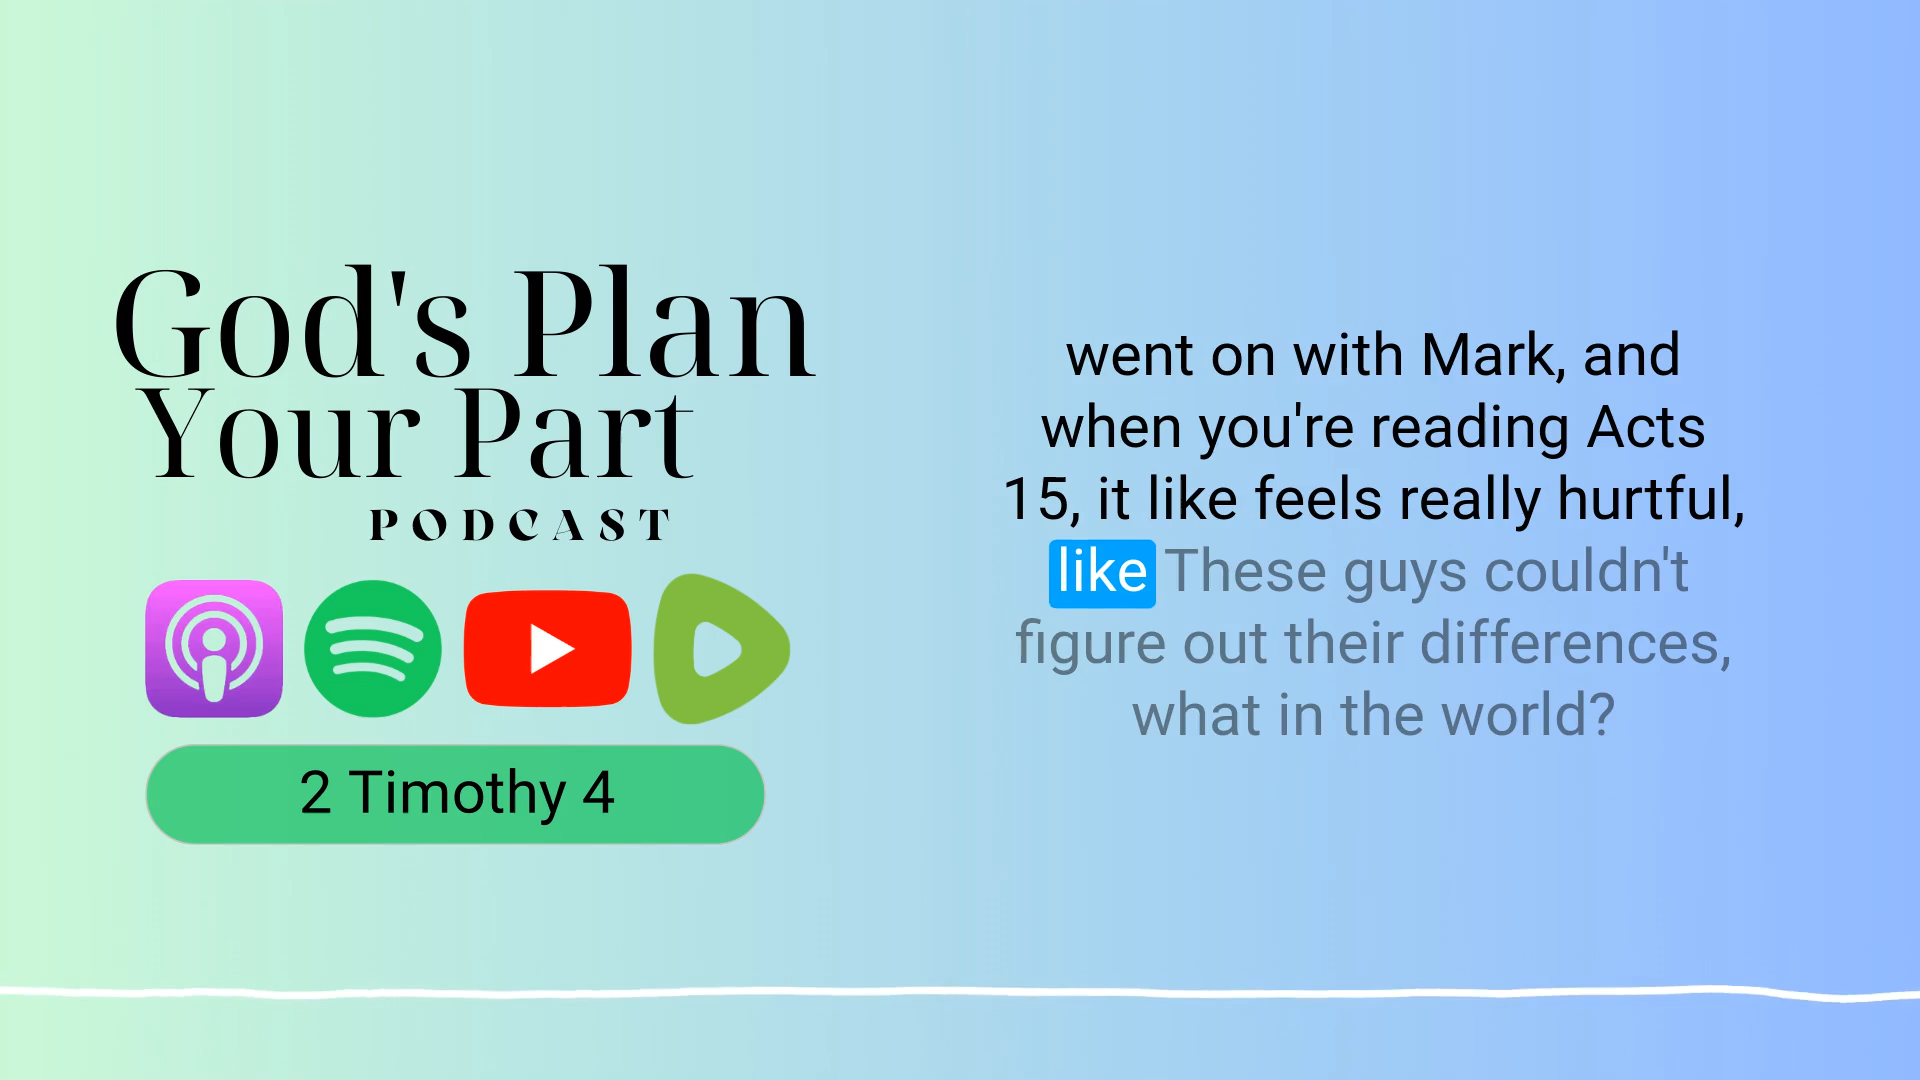 God's Plan
Your Part
PODCAST
2 Timothy 4
went on with Mark, and
when you're reading Acts
15, it like feels really hurtful,
like These guys couldn't
figure out their differences,
what in the world?